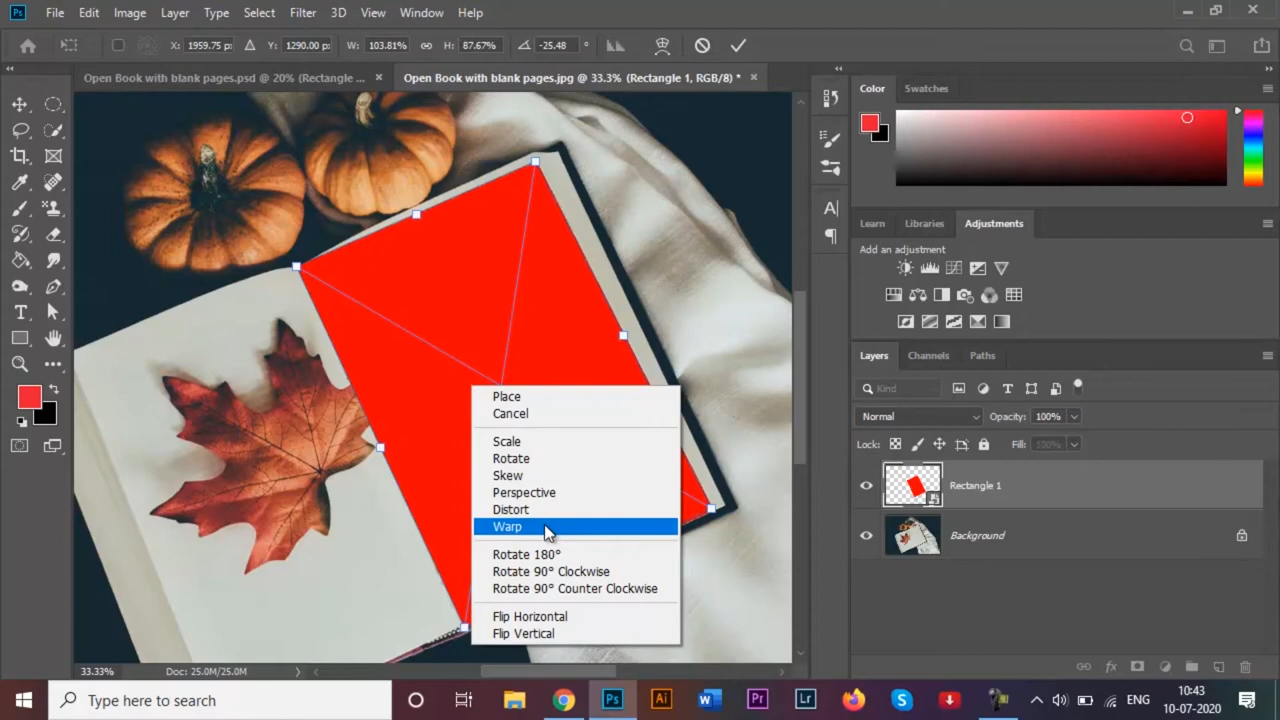 Ps File Edit Image Layer Type Select Filter 3D View Window Help
X: 1959.75 p: Y: 1290.00 p: W: 103.81% H: 87.67% -25.48 °
Open Book with blank pages.psd @ 20% (Rectangle ... × Open Book with blank pages.jpg @ 33.3% (Rectangle 1, RGB/8) * ×
Color Swatches
Learn Libraries Adjustments
Add an adjustment
Layers Channels Paths
Kind
Normal Opacity: 100%
Lock: Fill: 100%
Rectangle 1
Background
Place
Cancel
Scale
Rotate
Skew
Perspective
Distort
Warp
Rotate 180°
Rotate 90° Clockwise
Rotate 90° Counter Clockwise
Flip Horizontal
Flip Vertical
33.33% Doc: 25.0M/25.0M
Type here to search
Ps Ai W Pr Lr S ENG
10:43
10-07-2020